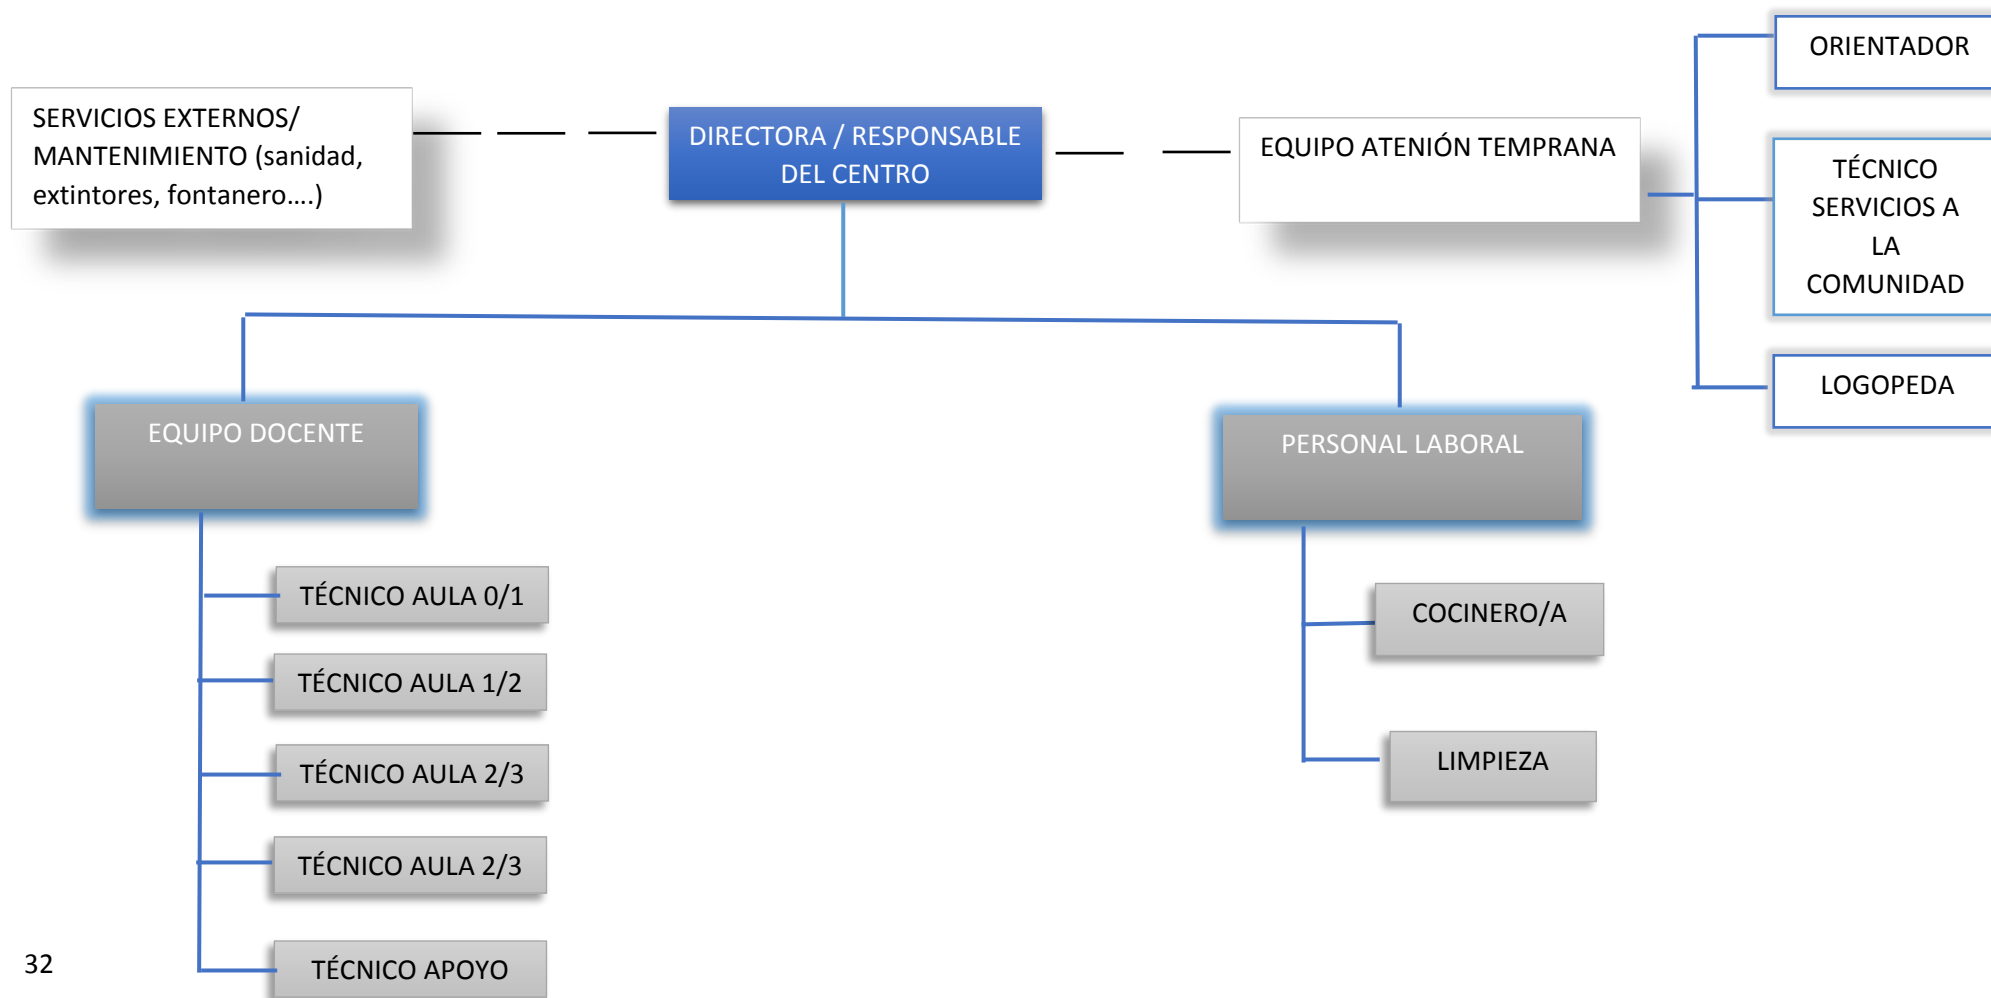 SERVICIOS EXTERNOS/
MANTENIMIENTO (sanidad,
extintores, fontanero....)
DIRECTORA / RESPONSABLE
DEL CENTRO
EQUIPO ATENIÓN TEMPRANA
ORIENTADOR
TÉCNICO
SERVICIOS A
LA
COMUNIDAD
LOGOPEDA
EQUIPO DOCENTE
TÉCNICO AULA 0/1
TÉCNICO AULA 1/2
TÉCNICO AULA 2/3
TÉCNICO AULA 2/3
TÉCNICO APOYO
PERSONAL LABORAL
COCINERO/A
LIMPIEZA
32